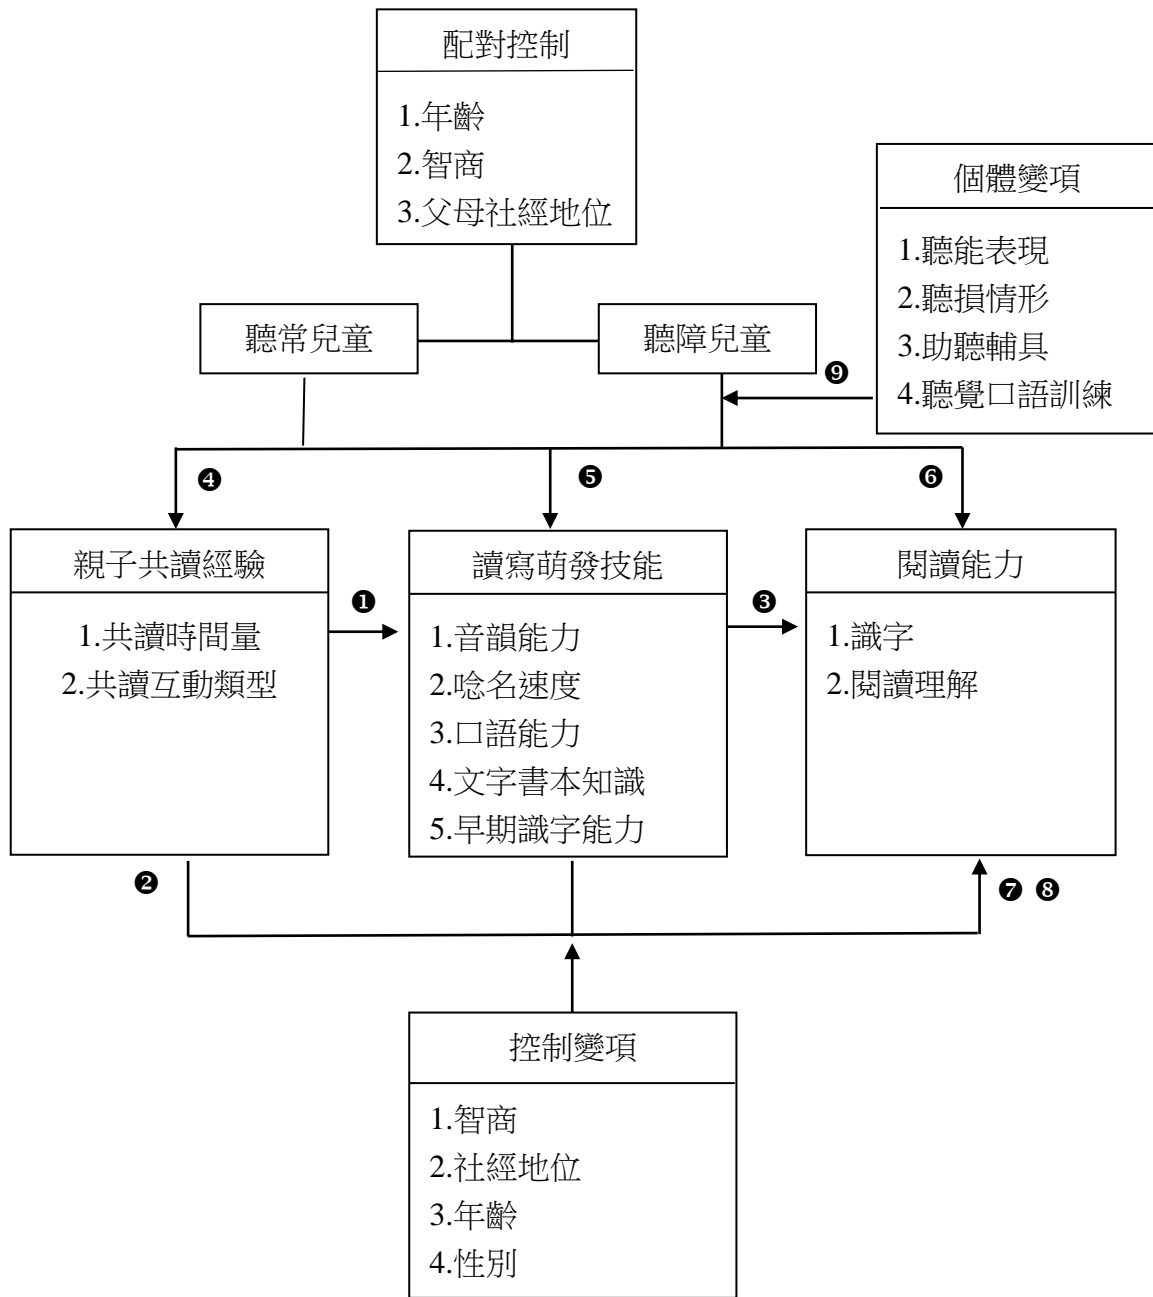 配對控制
1.年齡
2.智商
3.父母社經地位
個體變項
1.聽能表現
2.聽損情形
3.助聽輔具
4.聽覺口語訓練
聽常兒童
聽障兒童
❾
❹
❺
❻
親子共讀經驗
1.共讀時間量
2.共讀互動類型
❶
讀寫萌發技能
1.音韻能力
2.唸名速度
3.口語能力
4.文字書本知識
5.早期識字能力
❸
閱讀能力
1.識字
2.閱讀理解
❷
❼ ❽
控制變項
1.智商
2.社經地位
3.年齡
4.性別